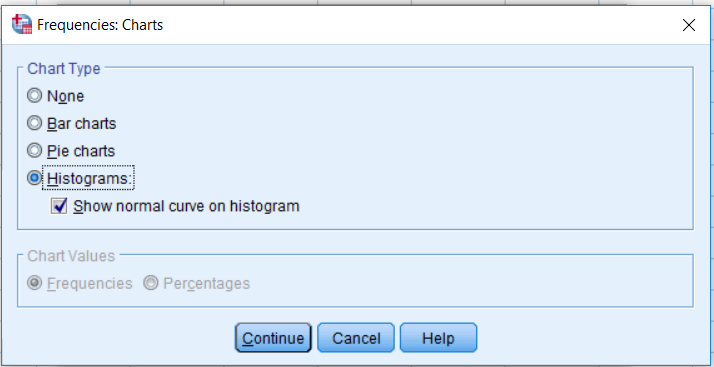 Frequencies: Charts
Chart Type
None
Bar charts
Pie charts
Histograms:
Show normal curve on histogram
Chart Values
Frequencies Percentages
Continue Cancel Help